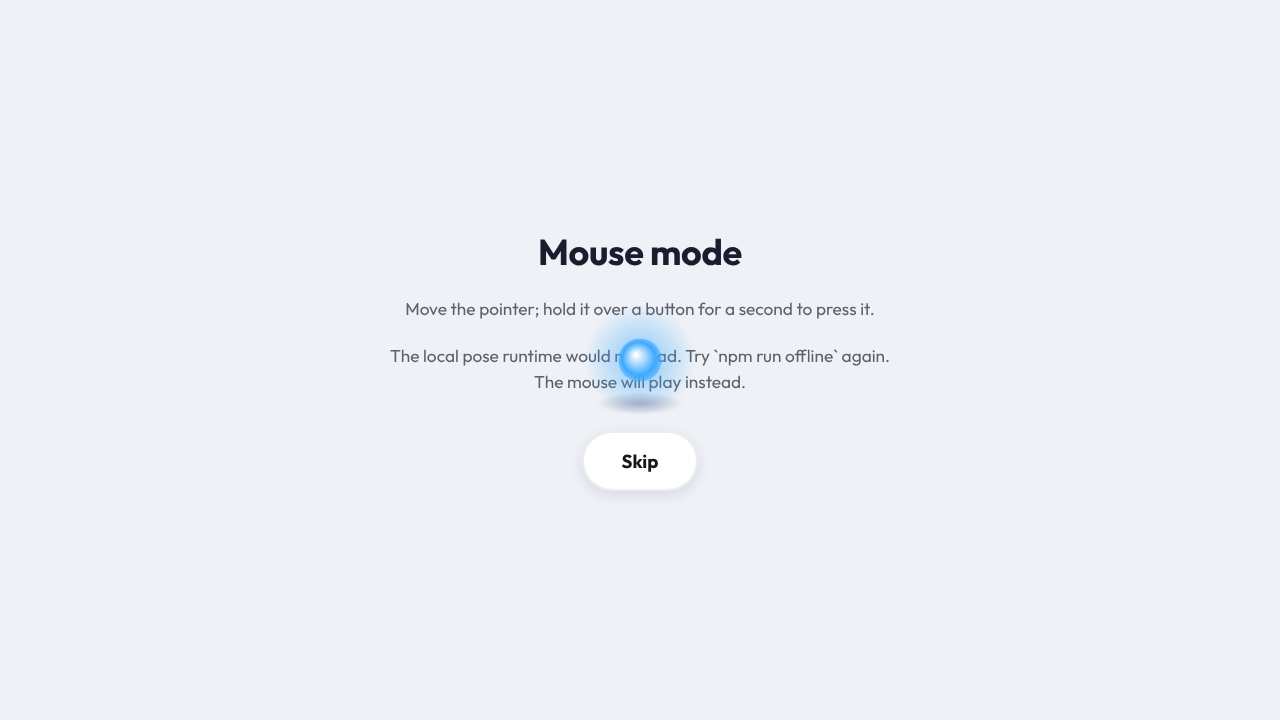 Mouse mode
Move the pointer; hold it over a button for a second to press it.
The local pose runtime would Try `npm run offline` again.
The mouse will play instead.
Skip